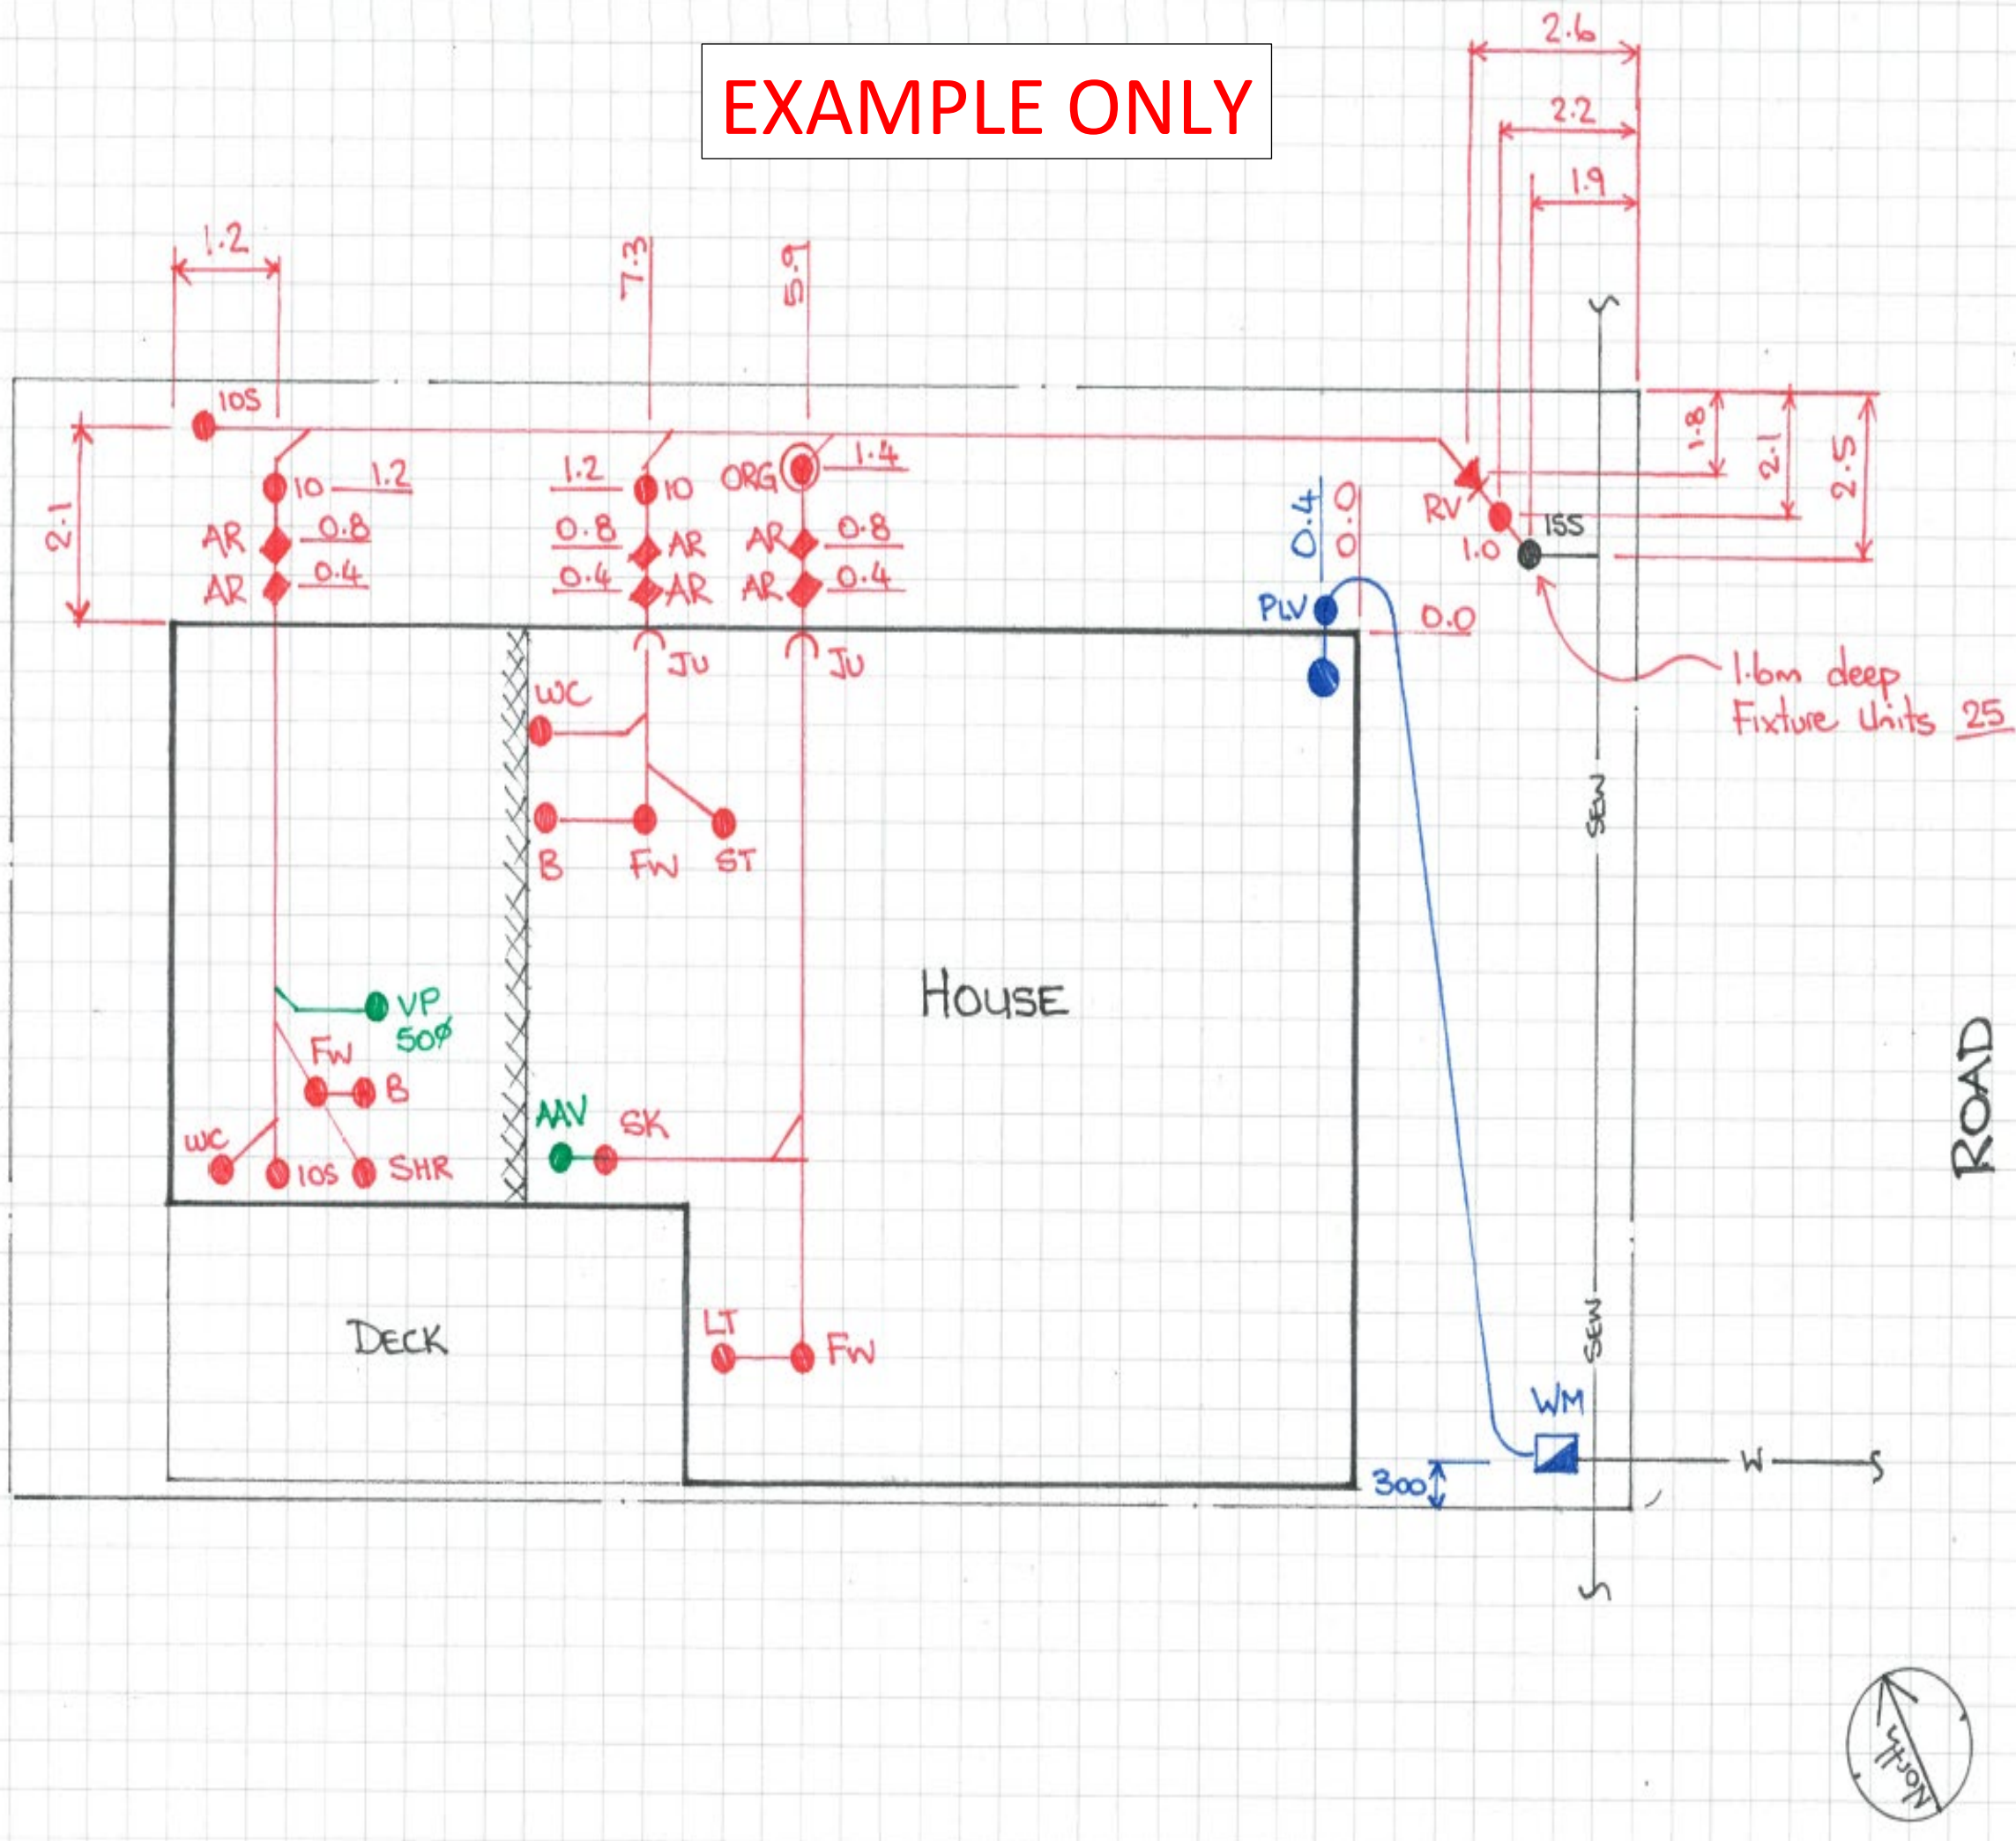 EXAMPLE ONLY
2.6
2.2
1.9
1.2
7.3
5.9
IOS
1.8
2.1
2.5
2.1
IO 1.2
AR 0.8
AR 0.4
1.2 IO
0.8 AR
0.4 AR
ORG 1.4
AR 0.8
AR 0.4
0.4
0.0
RV
ISS
1.0
PLV
0.0
JU
JU
1.6m deep
Fixture Units 25
WC
B
FW
ST
SEW
HOUSE
VP
50ø
FW
B
WC
IOS
SHR
AAV
SK
ROAD
DECK
LT
FW
SEW
WM
W
300
North